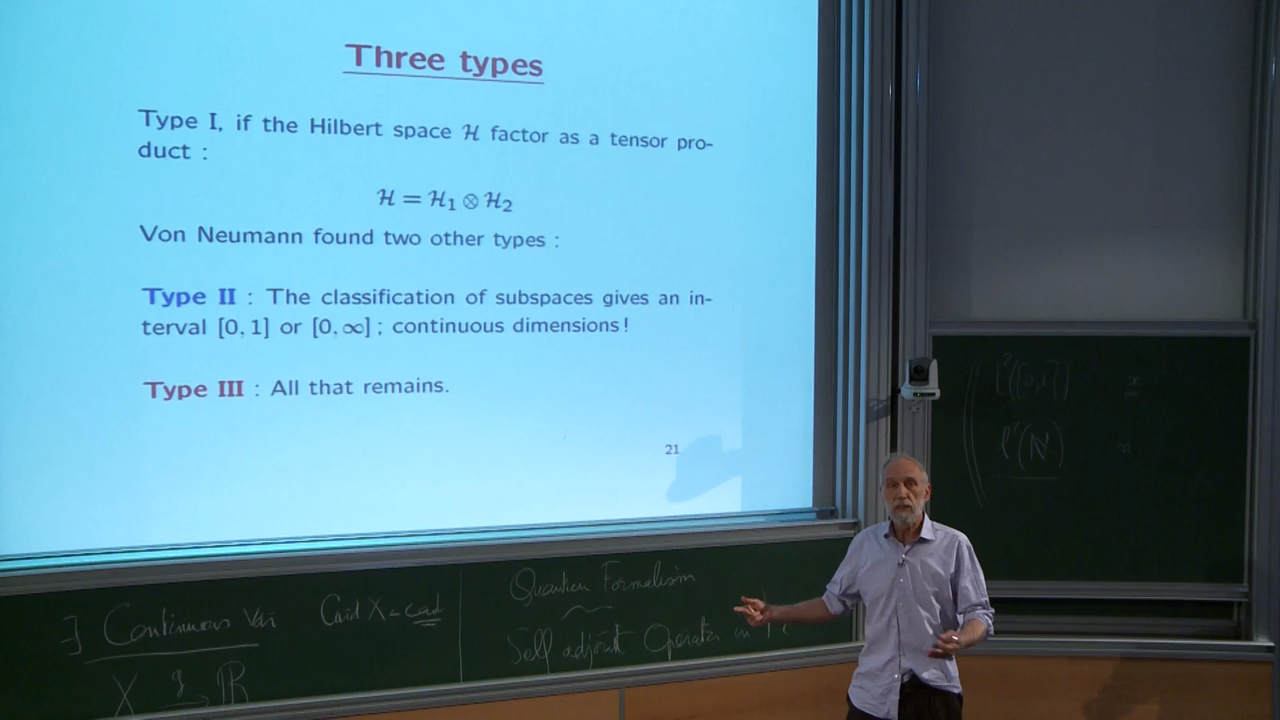 Three types
Type I, if the Hilbert space ℋ factor as a tensor pro-
duct :
ℋ = ℋ₁ ⊗ ℋ₂
Von Neumann found two other types :
Type II : The classification of subspaces gives an in-
terval [0, 1] or [0, ∞] ; continuous dimensions !
Type III : All that remains.
21
∃ Continuous Var Card X = card
X → ℝ
Quantum Formalism
Self adjoint Operator in ℋ
ℓ²(ℕ) n